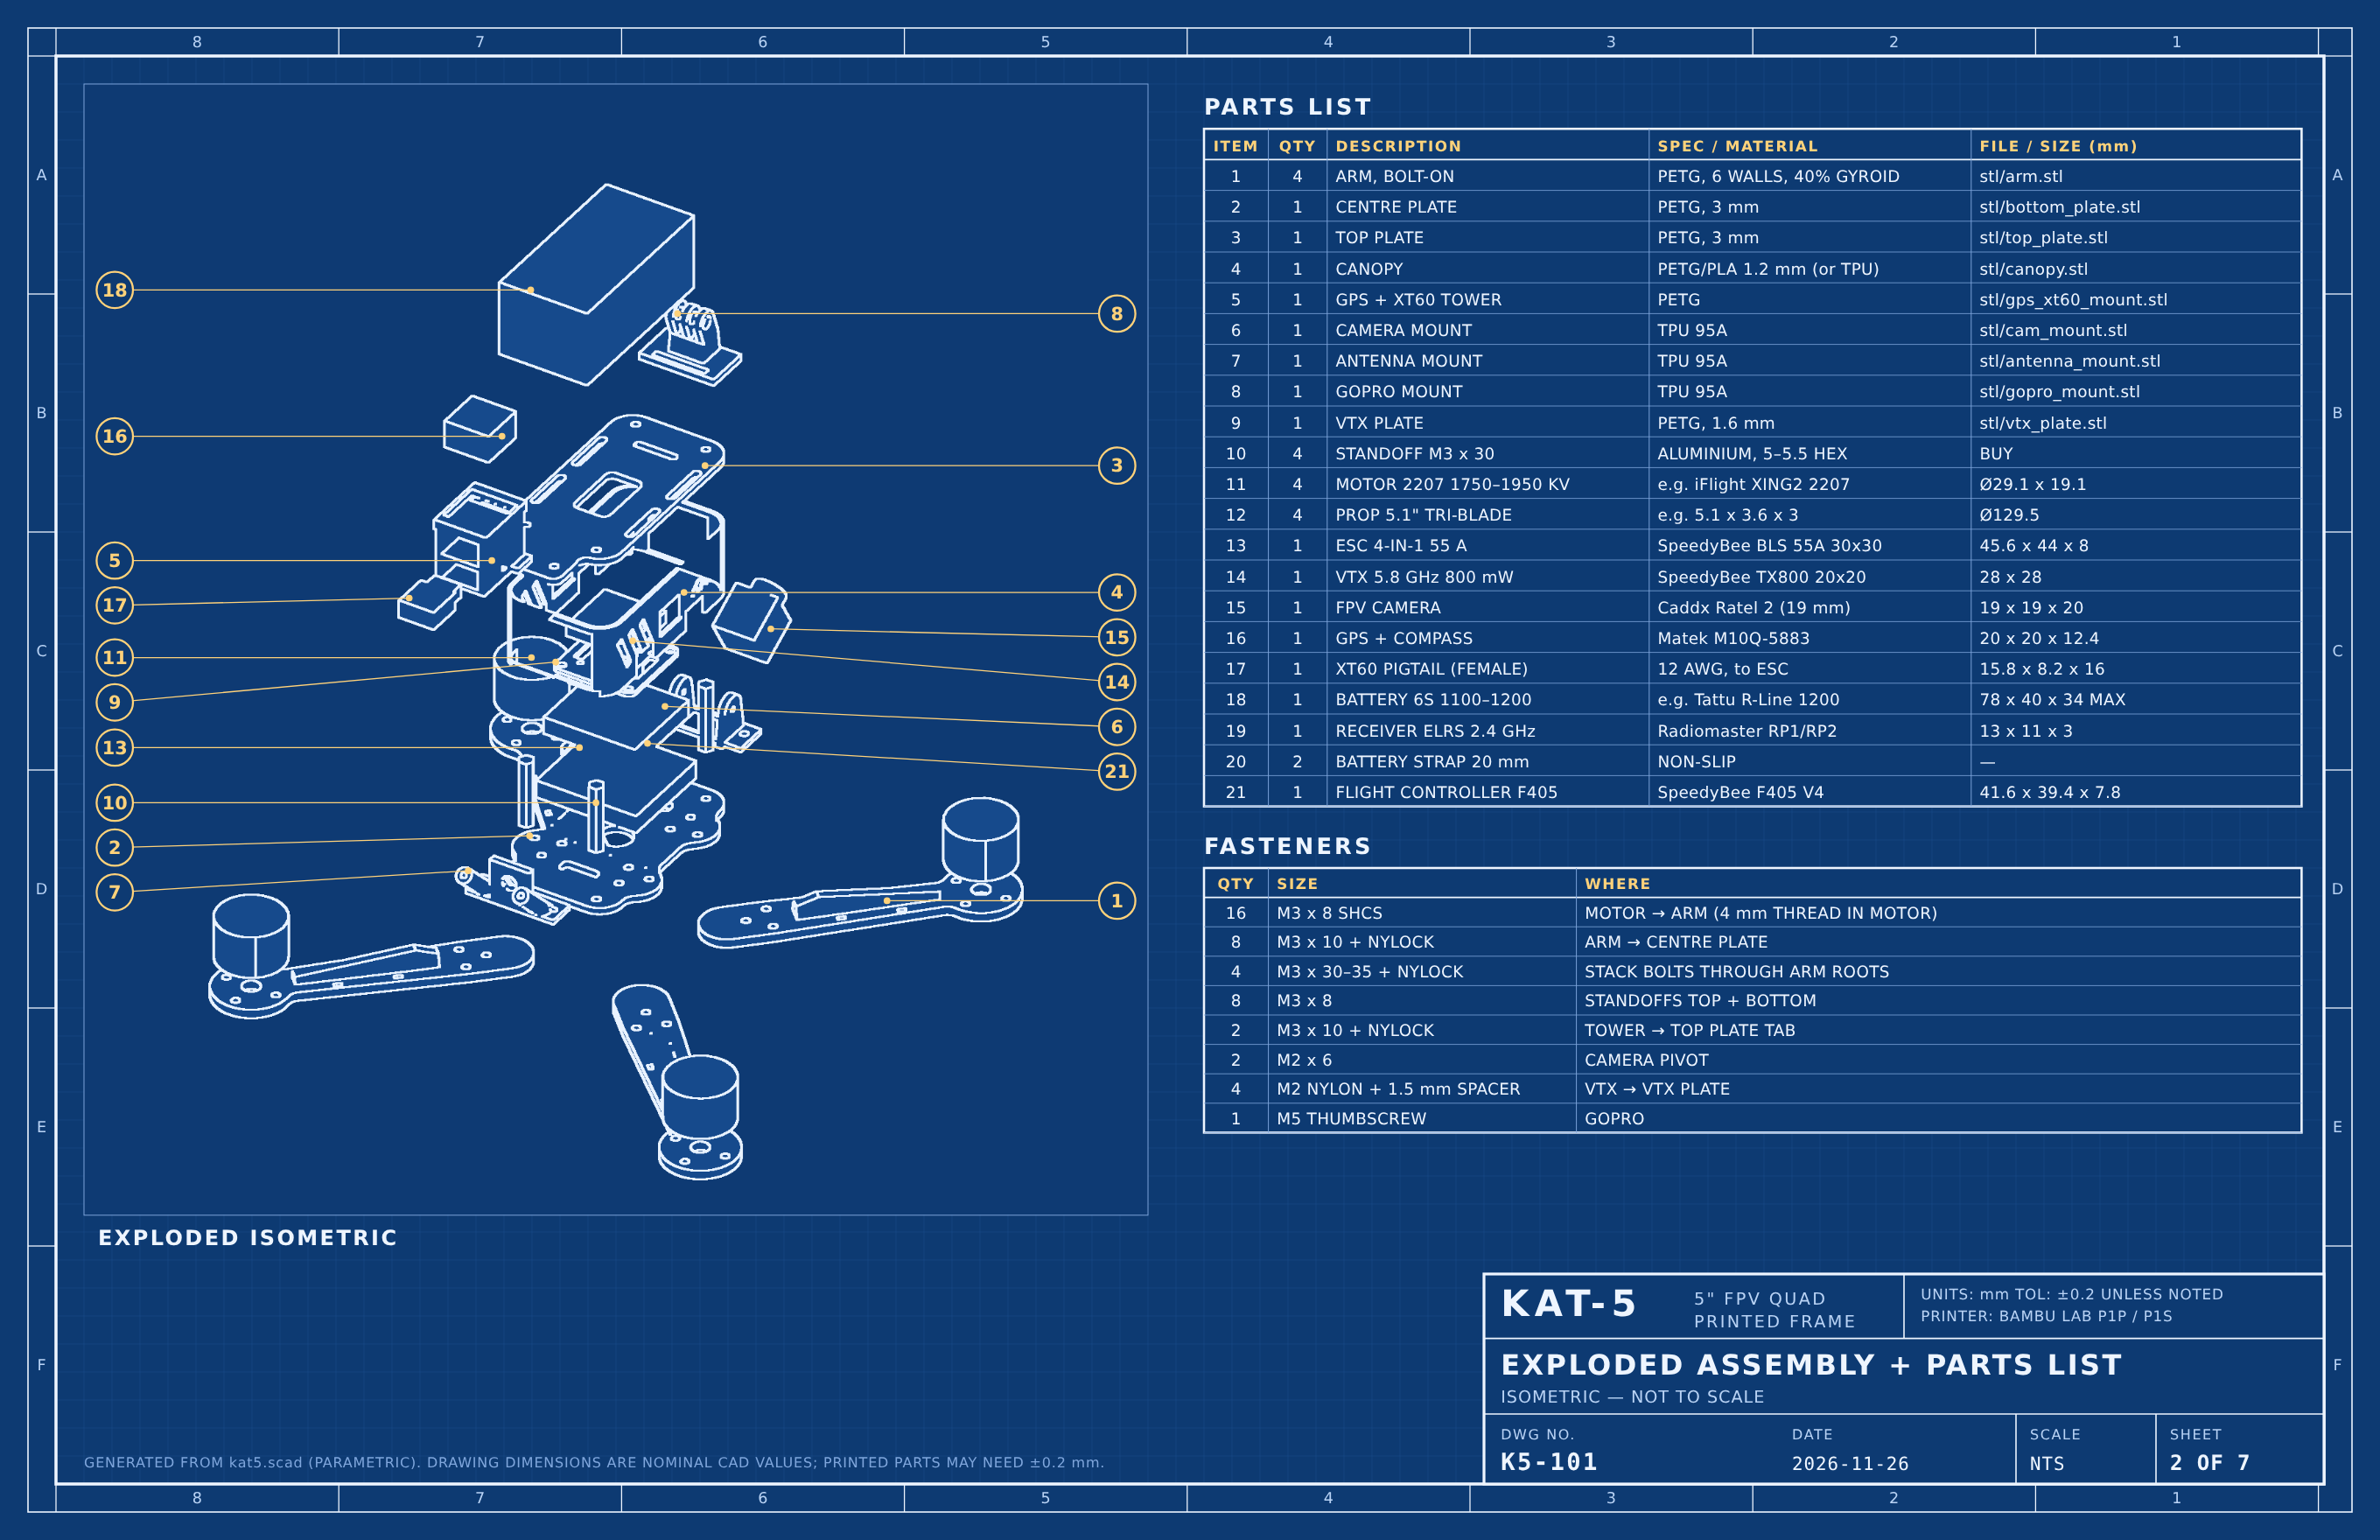 8 7 6 5 4 3 2 1
A A
B B
C C
D D
E E
F F
18
8
16
3
5
17
4
15
11
14
9
6
13
21
10
2
7
1
EXPLODED ISOMETRIC
PARTS LIST
ITEM QTY DESCRIPTION SPEC / MATERIAL FILE / SIZE (mm)
1 4 ARM, BOLT-ON PETG, 6 WALLS, 40% GYROID stl/arm.stl
2 1 CENTRE PLATE PETG, 3 mm stl/bottom_plate.stl
3 1 TOP PLATE PETG, 3 mm stl/top_plate.stl
4 1 CANOPY PETG/PLA 1.2 mm (or TPU) stl/canopy.stl
5 1 GPS + XT60 TOWER PETG stl/gps_xt60_mount.stl
6 1 CAMERA MOUNT TPU 95A stl/cam_mount.stl
7 1 ANTENNA MOUNT TPU 95A stl/antenna_mount.stl
8 1 GOPRO MOUNT TPU 95A stl/gopro_mount.stl
9 1 VTX PLATE PETG, 1.6 mm stl/vtx_plate.stl
10 4 STANDOFF M3 x 30 ALUMINIUM, 5–5.5 HEX BUY
11 4 MOTOR 2207 1750–1950 KV e.g. iFlight XING2 2207 Ø29.1 x 19.1
12 4 PROP 5.1" TRI-BLADE e.g. 5.1 x 3.6 x 3 Ø129.5
13 1 ESC 4-IN-1 55 A SpeedyBee BLS 55A 30x30 45.6 x 44 x 8
14 1 VTX 5.8 GHz 800 mW SpeedyBee TX800 20x20 28 x 28
15 1 FPV CAMERA Caddx Ratel 2 (19 mm) 19 x 19 x 20
16 1 GPS + COMPASS Matek M10Q-5883 20 x 20 x 12.4
17 1 XT60 PIGTAIL (FEMALE) 12 AWG, to ESC 15.8 x 8.2 x 16
18 1 BATTERY 6S 1100–1200 e.g. Tattu R-Line 1200 78 x 40 x 34 MAX
19 1 RECEIVER ELRS 2.4 GHz Radiomaster RP1/RP2 13 x 11 x 3
20 2 BATTERY STRAP 20 mm NON-SLIP —
21 1 FLIGHT CONTROLLER F405 SpeedyBee F405 V4 41.6 x 39.4 x 7.8
FASTENERS
QTY SIZE WHERE
16 M3 x 8 SHCS MOTOR → ARM (4 mm THREAD IN MOTOR)
8 M3 x 10 + NYLOCK ARM → CENTRE PLATE
4 M3 x 30–35 + NYLOCK STACK BOLTS THROUGH ARM ROOTS
8 M3 x 8 STANDOFFS TOP + BOTTOM
2 M3 x 10 + NYLOCK TOWER → TOP PLATE TAB
2 M2 x 6 CAMERA PIVOT
4 M2 NYLON + 1.5 mm SPACER VTX → VTX PLATE
1 M5 THUMBSCREW GOPRO
KAT-5
5" FPV QUAD
PRINTED FRAME
UNITS: mm TOL: ±0.2 UNLESS NOTED
PRINTER: BAMBU LAB P1P / P1S
EXPLODED ASSEMBLY + PARTS LIST
ISOMETRIC — NOT TO SCALE
DWG NO. DATE SCALE SHEET
K5-101 2026-11-26 NTS 2 OF 7
GENERATED FROM kat5.scad (PARAMETRIC). DRAWING DIMENSIONS ARE NOMINAL CAD VALUES; PRINTED PARTS MAY NEED ±0.2 mm.
8 7 6 5 4 3 2 1